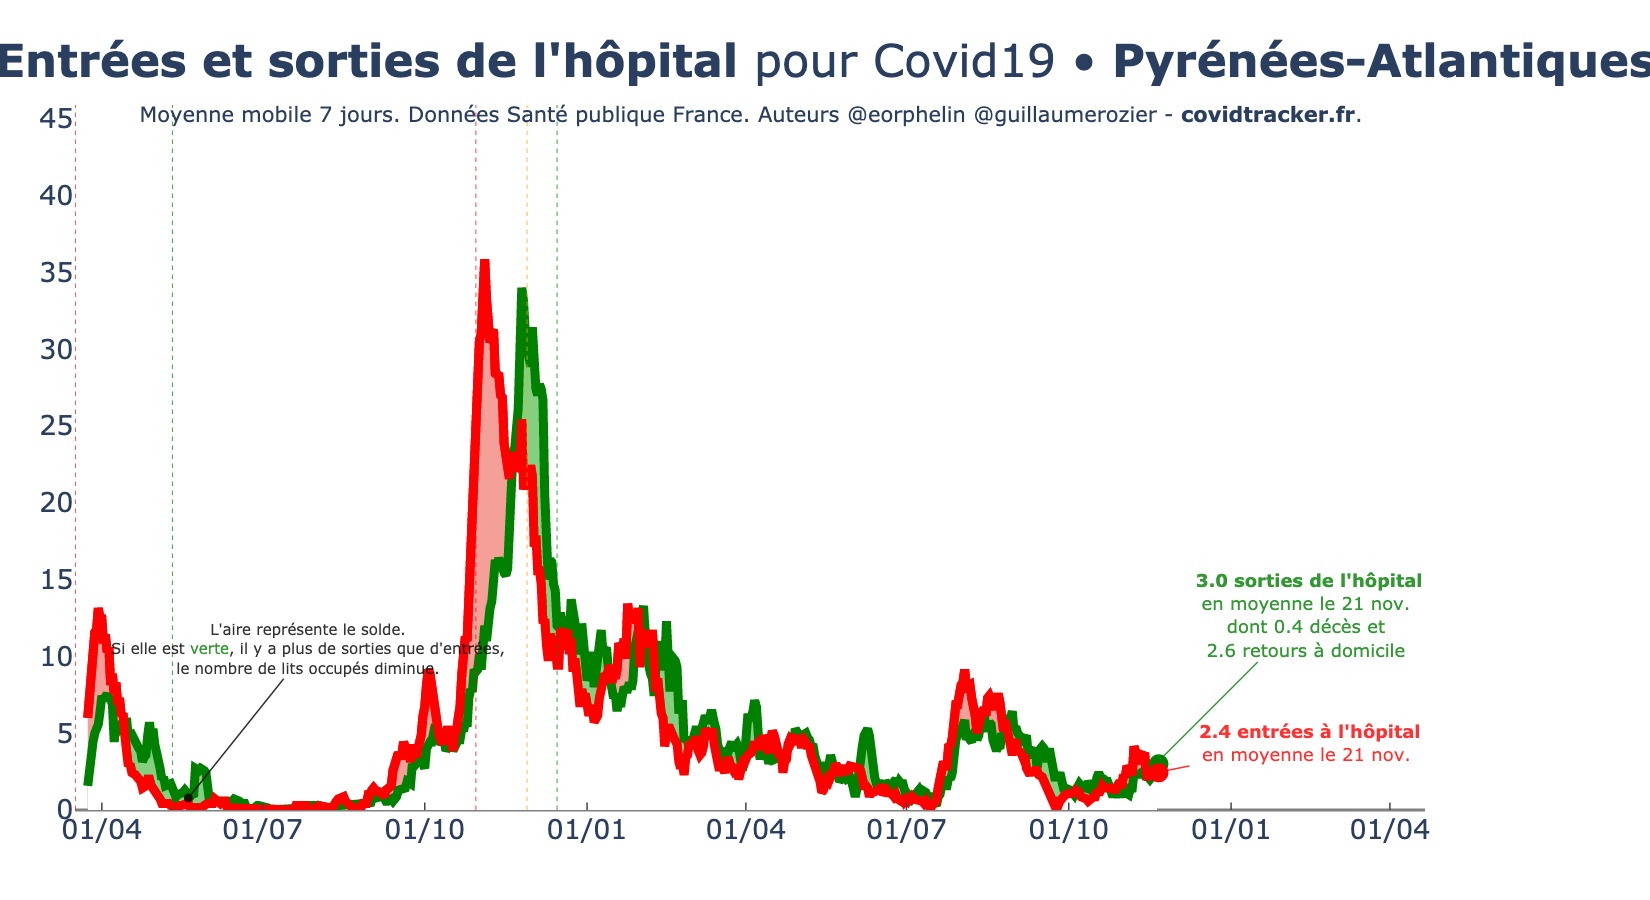 Entrées et sorties de l'hôpital pour Covid19 • Pyrénées-Atlantiques
Moyenne mobile 7 jours. Données Santé publique France. Auteurs @eorphelin @guillaumerozier - covidtracker.fr.
45
40
35
30
25
20
15
10
5
0
L'aire représente le solde.
Si elle est verte, il y a plus de sorties que d'entrées,
le nombre de lits occupés diminue.
3.0 sorties de l'hôpital
en moyenne le 21 nov.
dont 0.4 décès et
2.6 retours à domicile
2.4 entrées à l'hôpital
en moyenne le 21 nov.
01/04 01/07 01/10 01/01 01/04 01/07 01/10 01/01 01/04